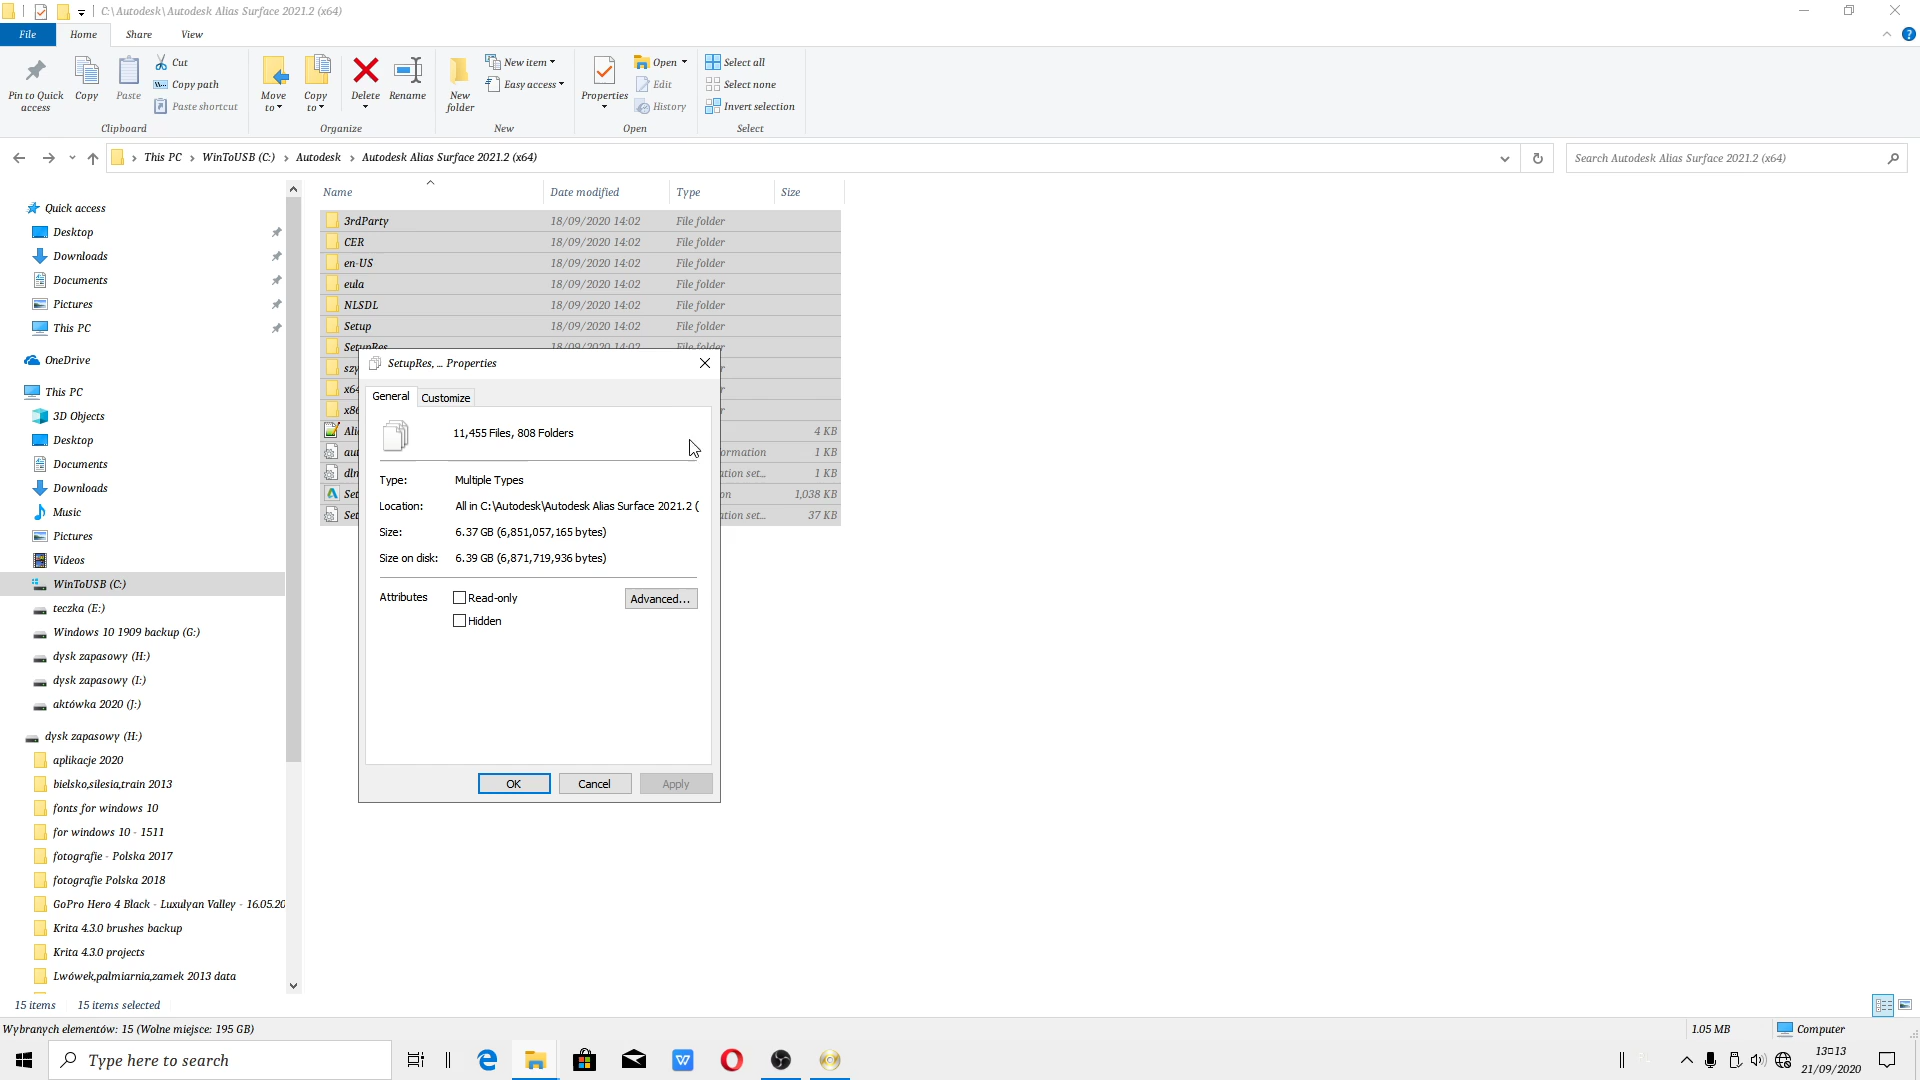 C:\Autodesk\Autodesk Alias Surface 2021.2 (x64)
File Home Share View
Pin to Quick access
Copy
Paste
Cut
Copy path
Paste shortcut
Clipboard
Move to
Copy to
Delete
Rename
Organize
New folder
New item
Easy access
New
Properties
Open
Edit
History
Open
Select all
Select none
Invert selection
Select
This PC > WinToUSB (C:) > Autodesk > Autodesk Alias Surface 2021.2 (x64)
Search Autodesk Alias Surface 2021.2 (x64)
Quick access
Desktop
Downloads
Documents
Pictures
This PC
OneDrive
This PC
3D Objects
Desktop
Documents
Downloads
Music
Pictures
Videos
WinToUSB (C:)
teczka (E:)
Windows 10 1909 backup (G:)
dysk zapasowy (H:)
dysk zapasowy (I:)
aktówka 2020 (J:)
dysk zapasowy (H:)
aplikacje 2020
bielsko,silesia,train 2013
fonts for windows 10
for windows 10 - 1511
fotografie - Polska 2017
fotografie Polska 2018
GoPro Hero 4 Black - Luxulyan Valley - 16.05.20
Krita 4.3.0 brushes backup
Krita 4.3.0 projects
Lwówek,palmiarnia,zamek 2013 data
Name Date modified Type Size
3rdParty 18/09/2020 14:02 File folder
CER 18/09/2020 14:02 File folder
en-US 18/09/2020 14:02 File folder
eula 18/09/2020 14:02 File folder
NLSDL 18/09/2020 14:02 File folder
Setup 18/09/2020 14:02 File folder
SetupRes 18/09/2020 14:02 File folder
x64
x86
4 KB
1 KB
1 KB
1,038 KB
37 KB
SetupRes, ... Properties
General Customize
11,455 Files, 808 Folders
Type: Multiple Types
Location: All in C:\Autodesk\Autodesk Alias Surface 2021.2 (
Size: 6.37 GB (6,851,057,165 bytes)
Size on disk: 6.39 GB (6,871,719,936 bytes)
Attributes Read-only Advanced...
Hidden
OK Cancel Apply
15 items 15 items selected
Wybranych elementów: 15 (Wolne miejsce: 195 GB) 1.05 MB Computer
Type here to search
13:13
21/09/2020